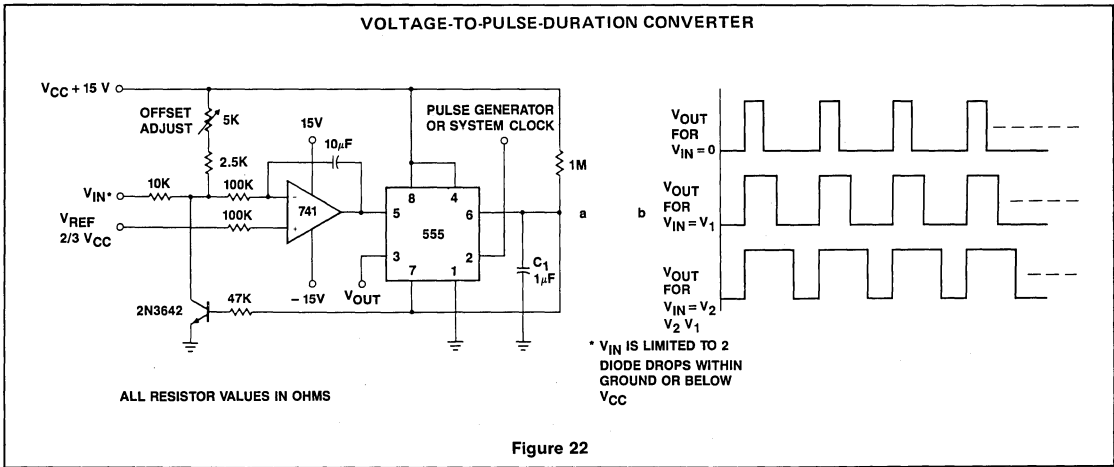 VOLTAGE-TO-PULSE-DURATION CONVERTER
VCC + 15 V
OFFSET
ADJUST
5K
2.5K
15V
10μF
PULSE GENERATOR
OR SYSTEM CLOCK
1M
VIN*
10K
100K
VREF
2/3 VCC
100K
-
+
741
– 15V
8
4
5
6
555
3
2
7
1
VOUT
C1
1μF
a
2N3642
47K
ALL RESISTOR VALUES IN OHMS
b
VOUT
FOR
VIN = 0
VOUT
FOR
VIN = V1
VOUT
FOR
VIN = V2
V2 V1
* VIN IS LIMITED TO 2
DIODE DROPS WITHIN
GROUND OR BELOW
VCC
Figure 22